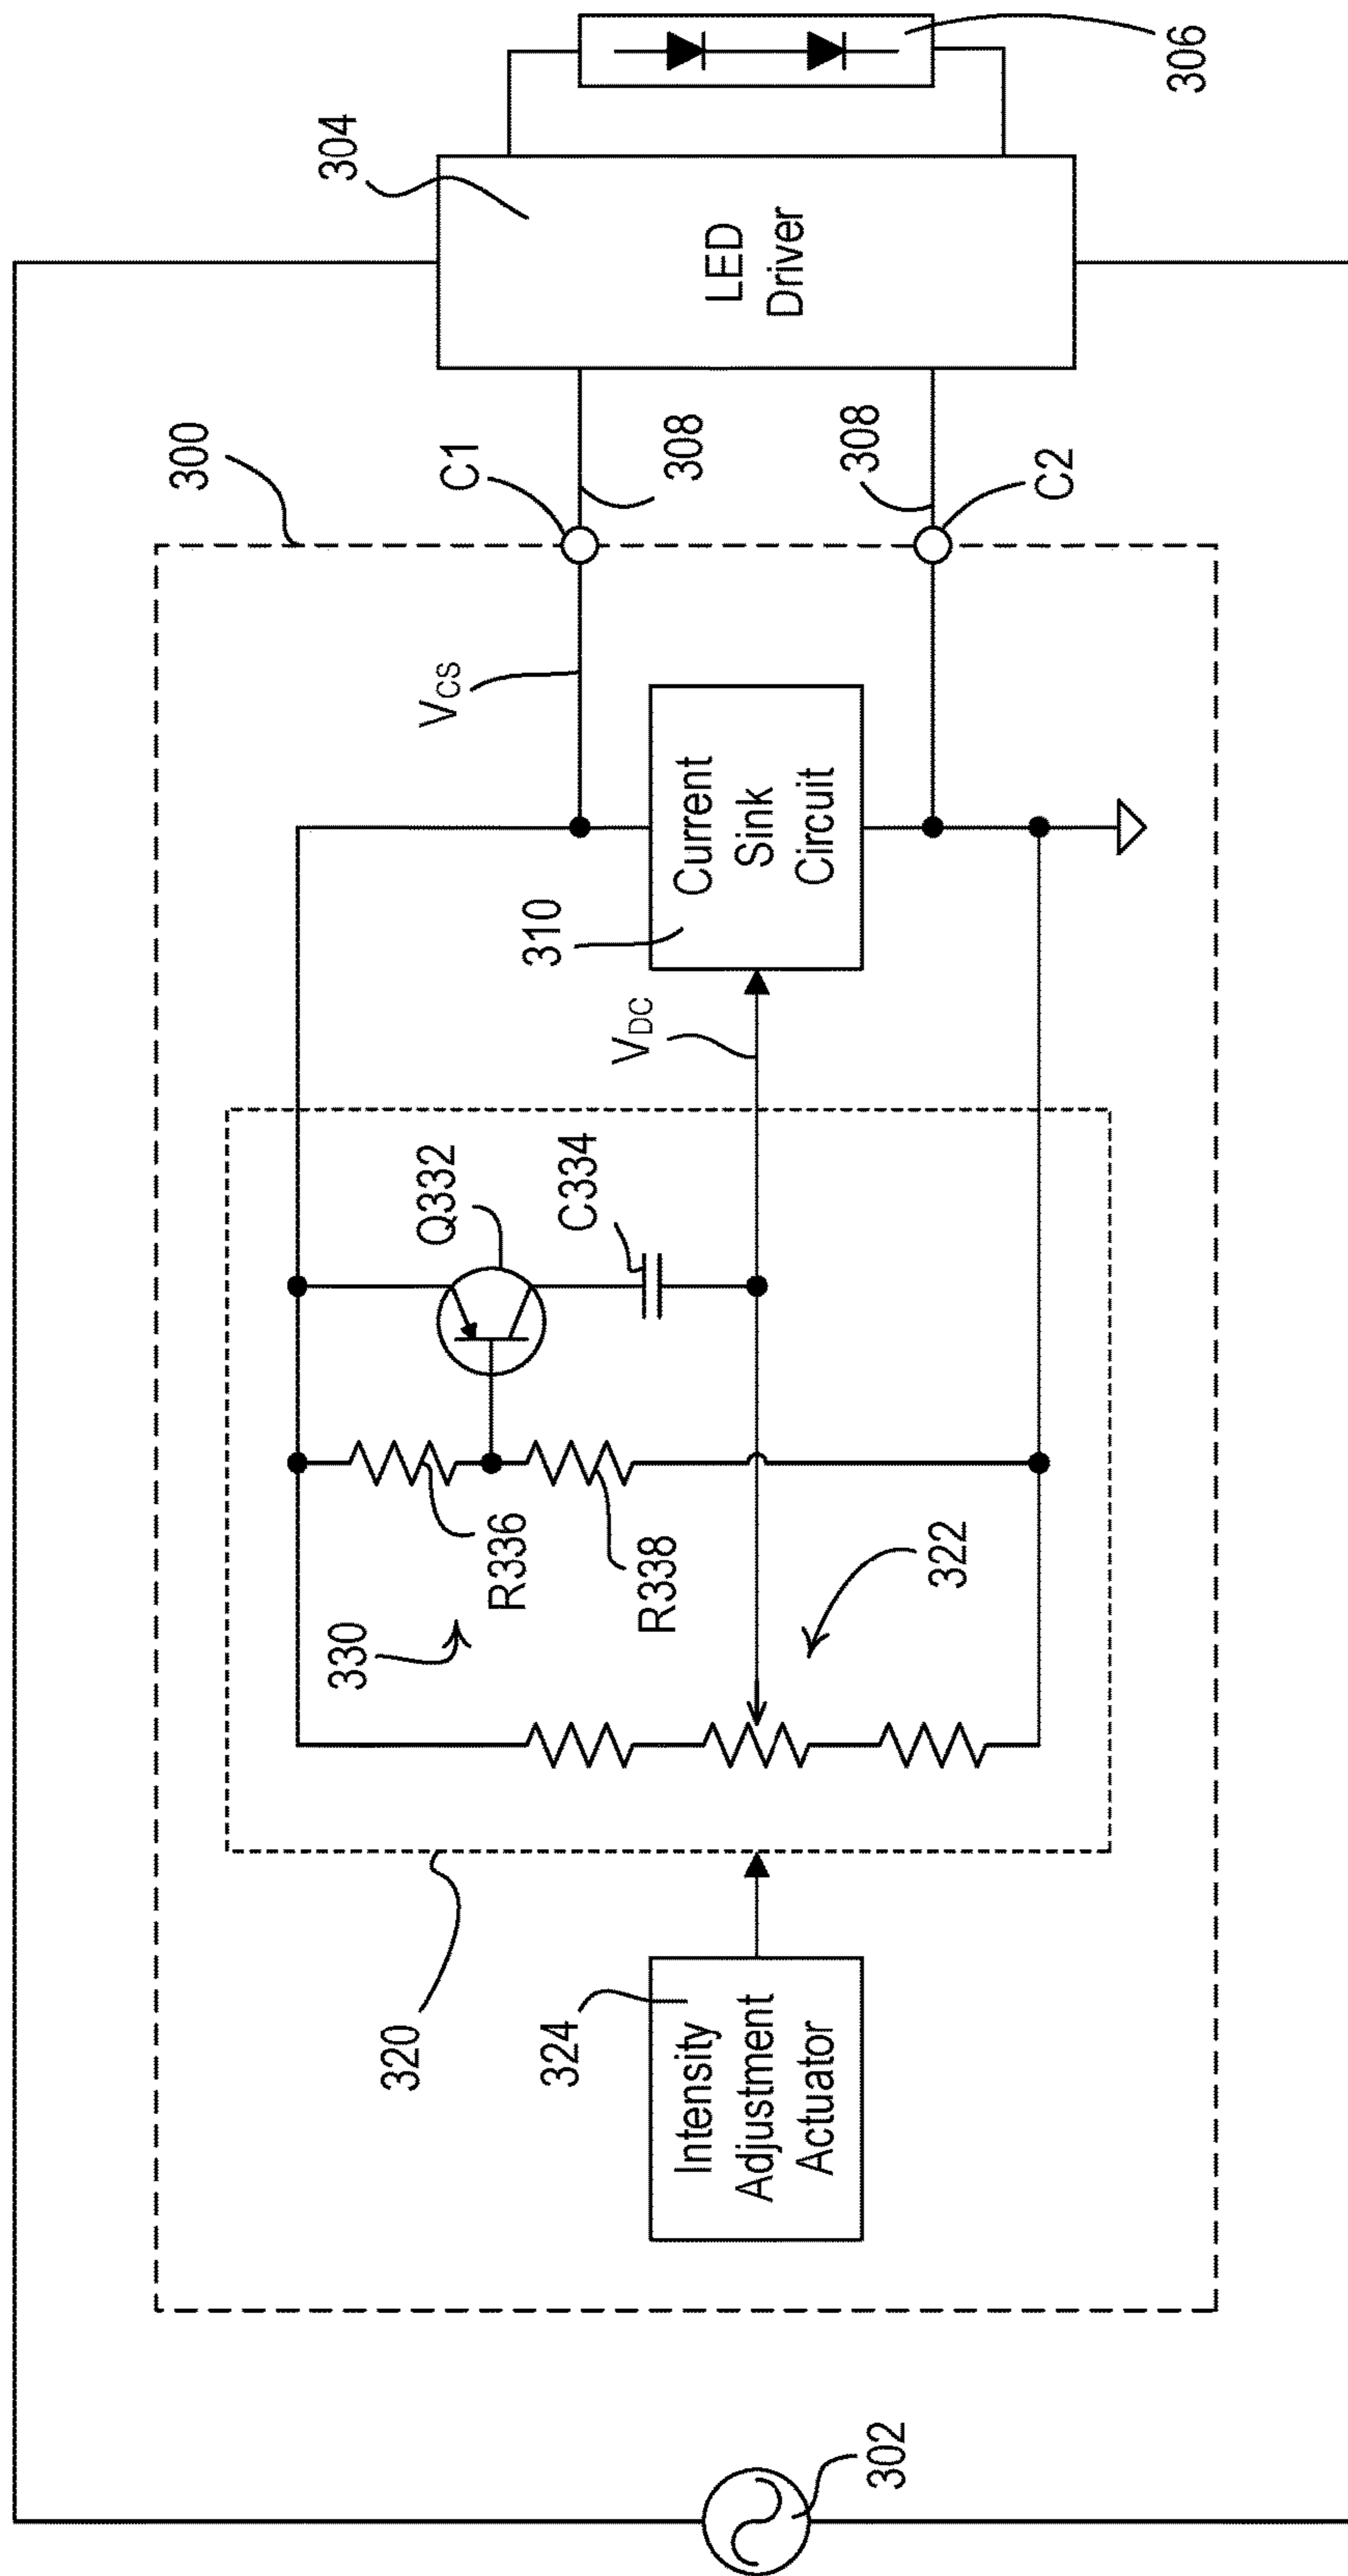 300
304
306
C1
308
308
C2
VCS
LED
Driver
310
Current
Sink
Circuit
VDC
Q332
C334
R336
R338
330
322
320
324
Intensity
Adjustment
Actuator
302